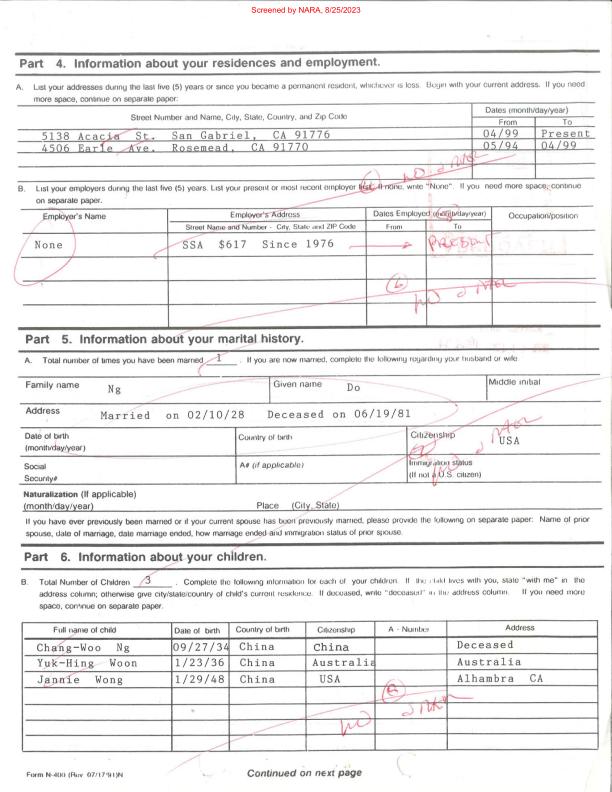 Screened by NARA, 8/25/2023
Part 4. Information about your residences and employment.
A. List your addresses during the last five (5) years or since you became a permanent resident, whichever is less. Begin with your current address. If you need
more space, continue on separate paper:
Street Number and Name, City, State, Country, and Zip Code
Dates (month/day/year)
From To
5138 Acacia St. San Gabriel, CA 91776 04/99 Present
4506 Earle Ave. Rosemead, CA 91770 05/94 04/99
B. List your employers during the last five (5) years. List your present or most recent employer first. If none, write "None". If you need more space, continue
on separate paper.
Employer's Name Employer's Address Dates Employed (month/day/year) Occupation/position
Street Name and Number - City, State and ZIP Code From To
None SSA $617 Since 1976 PRESENT
Part 5. Information about your marital history.
A. Total number of times you have been married 1 . If you are now married, complete the following regarding your husband or wife.
Family name Ng Given name Do Middle initial
Address Married on 02/10/28 Deceased on 06/19/81
Date of birth Country of birth Citizenship
(month/day/year) USA
Social A# (if applicable) Immigration status
Security# (If not a U.S. citizen)
Naturalization (If applicable)
(month/day/year) Place (City, State)
If you have ever previously been married or if your current spouse has been previously married, please provide the following on separate paper: Name of prior
spouse, date of marriage, date marriage ended, how marriage ended and immigration status of prior spouse.
Part 6. Information about your children.
B. Total Number of Children 3 . Complete the following information for each of your children. If the child lives with you, state "with me" in the
address column; otherwise give city/state/country of child's current residence. If deceased, write "deceased" in the address column. If you need more
space, continue on separate paper.
Full name of child Date of birth Country of birth Citizenship A - Number Address
Chang-Woo Ng 09/27/34 China China Deceased
Yuk-Hing Woon 1/23/36 China Australia Australia
Jannie Wong 1/29/48 China USA Alhambra CA
Form N-400 (Rev. 07/17/91)N Continued on next page